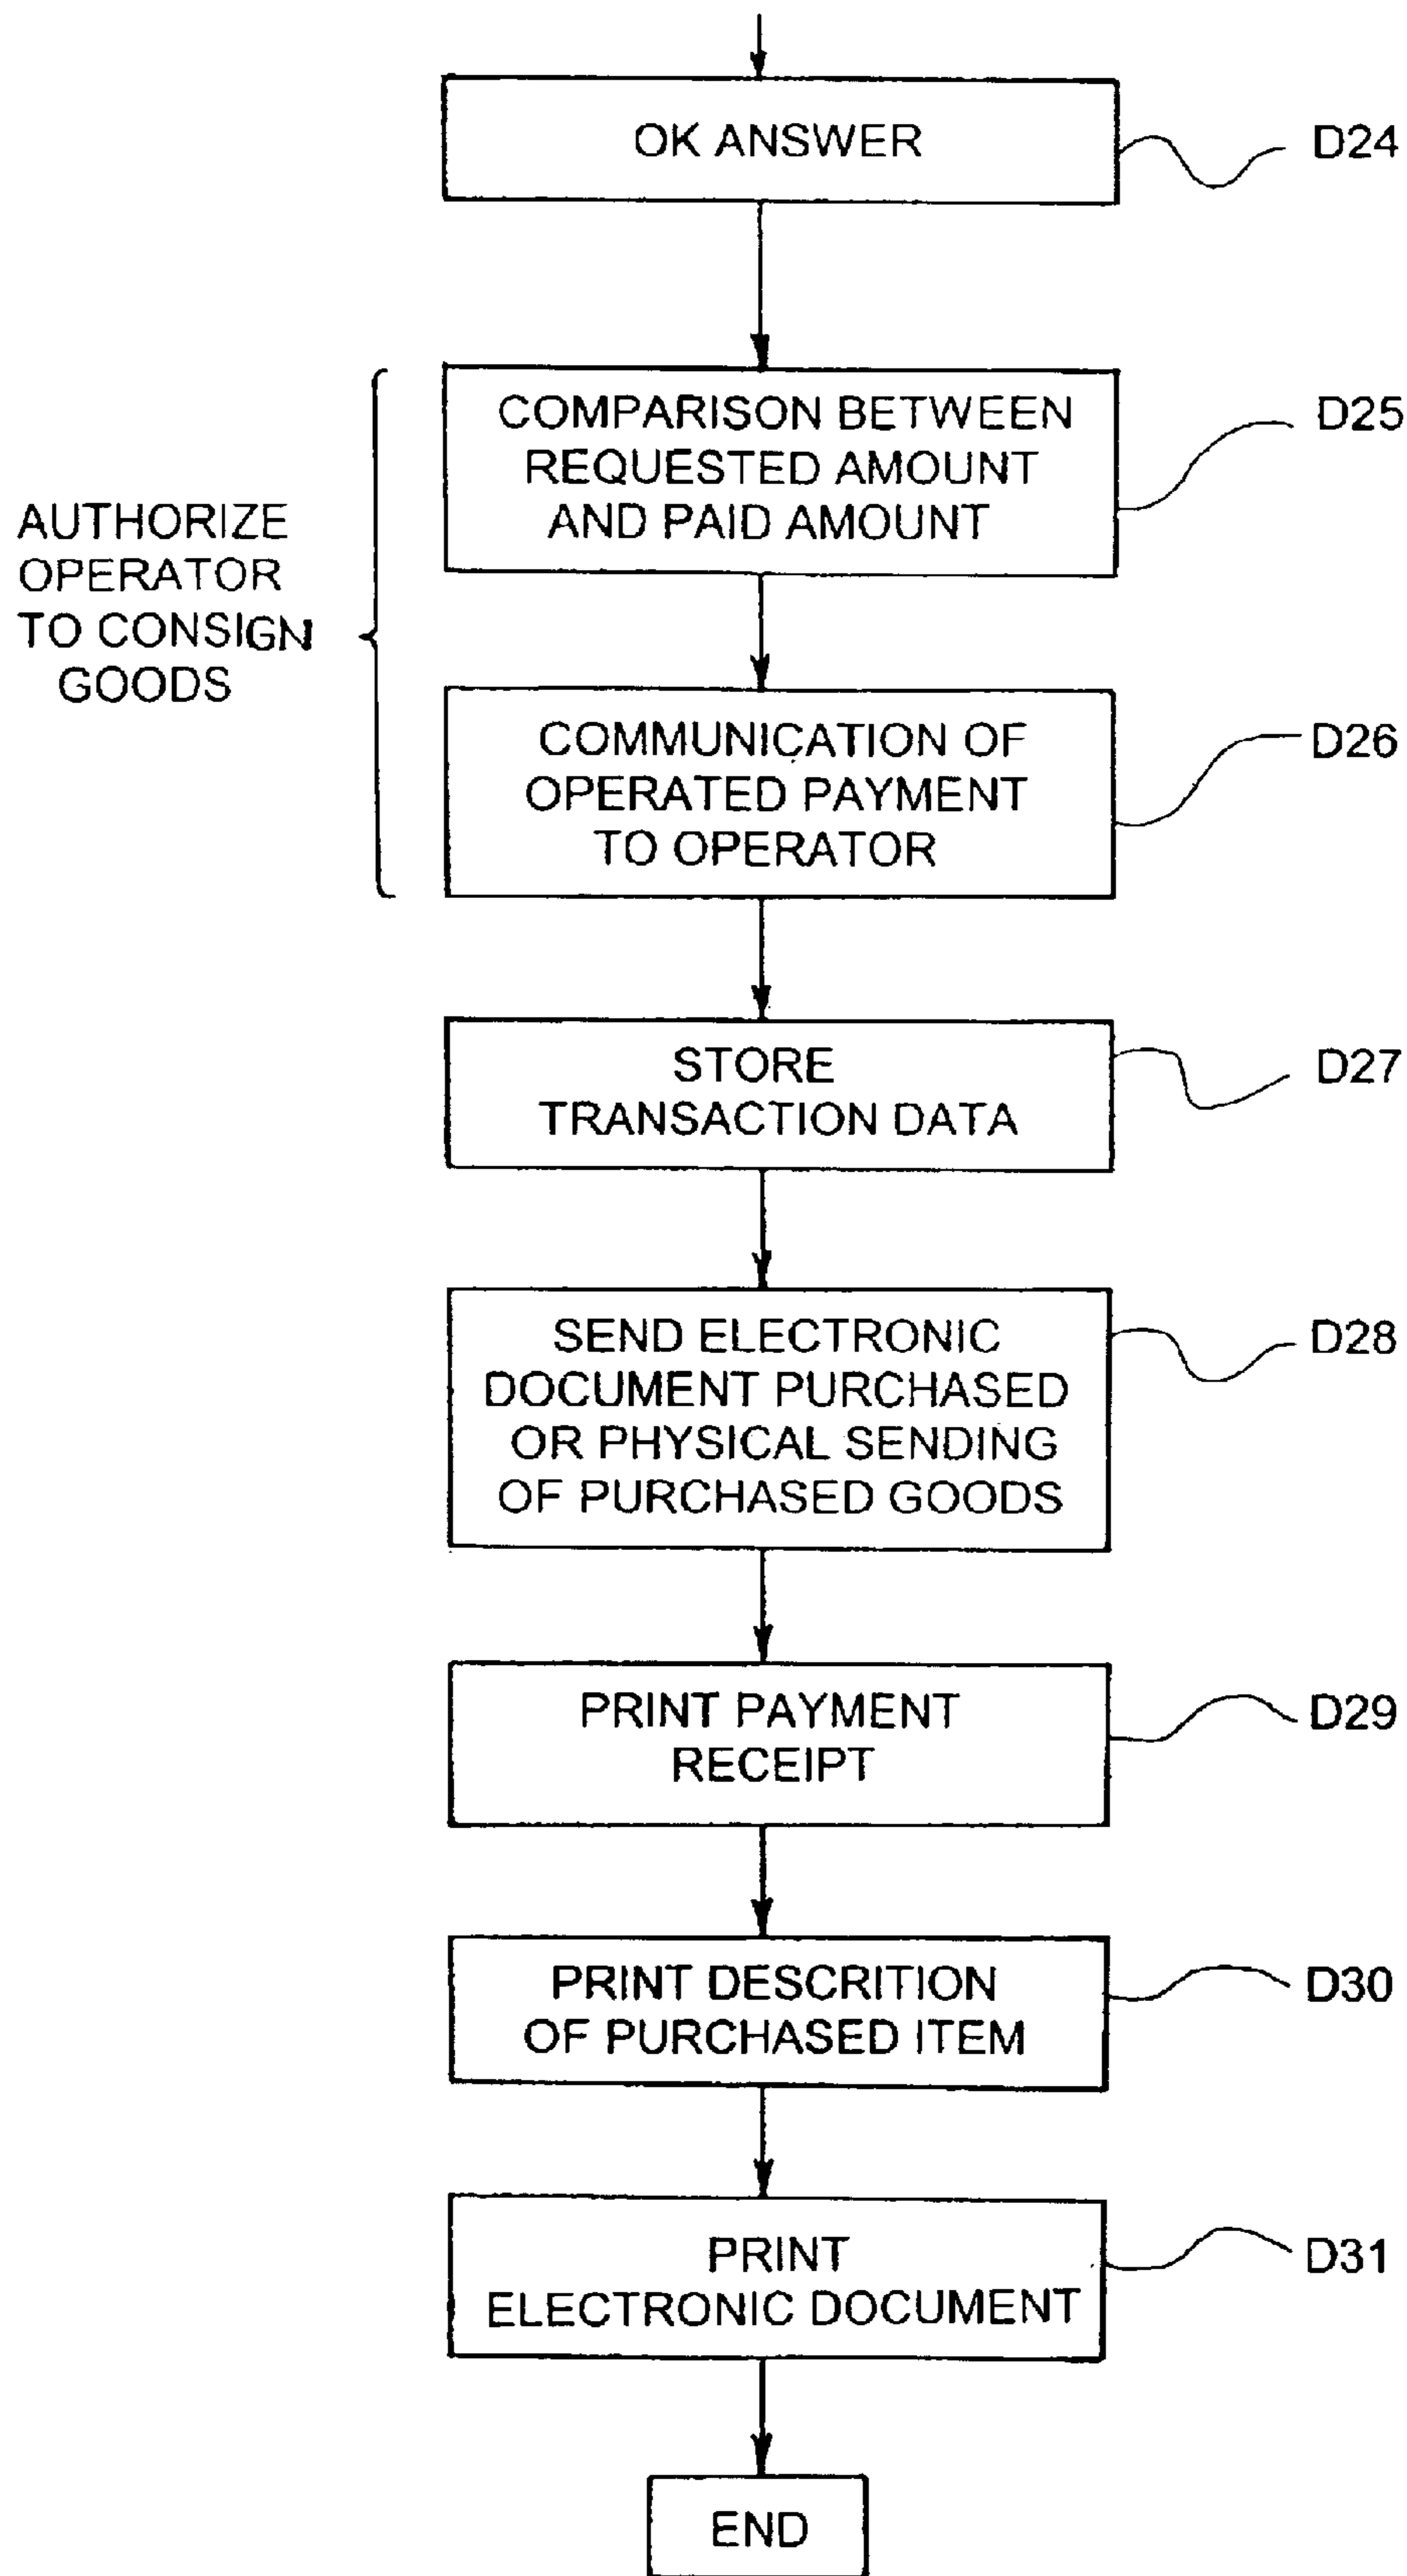 OK ANSWER
D24
COMPARISON BETWEEN
REQUESTED AMOUNT
AND PAID AMOUNT
D25
AUTHORIZE
OPERATOR
TO CONSIGN
GOODS
COMMUNICATION OF
OPERATED PAYMENT
TO OPERATOR
D26
STORE
TRANSACTION DATA
D27
SEND ELECTRONIC
DOCUMENT PURCHASED
OR PHYSICAL SENDING
OF PURCHASED GOODS
D28
PRINT PAYMENT
RECEIPT
D29
PRINT DESCRITION
OF PURCHASED ITEM
D30
PRINT
ELECTRONIC DOCUMENT
D31
END